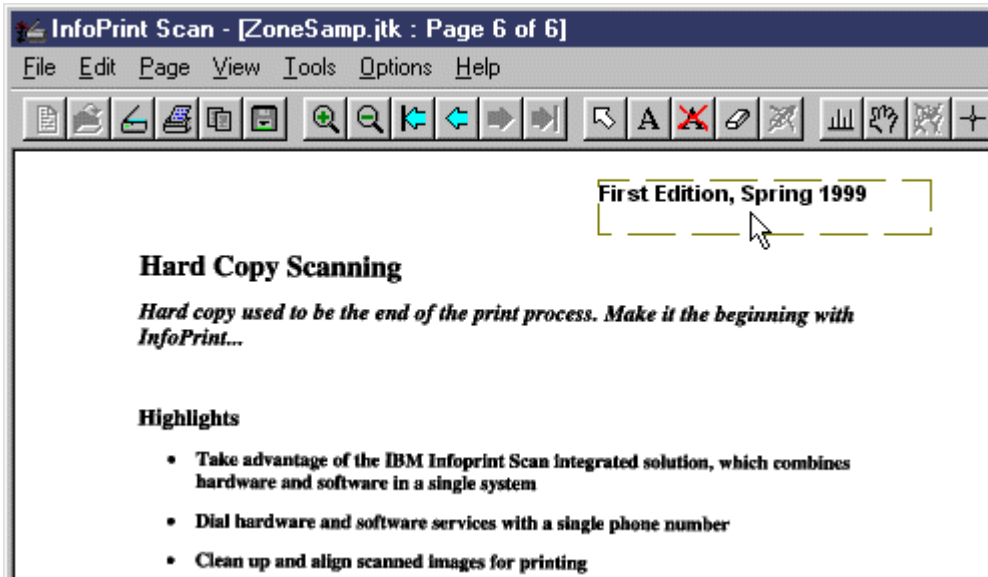 InfoPrint Scan - [ZoneSamp.jtk : Page 6 of 6]
File Edit Page View Tools Options Help
First Edition, Spring 1999
Hard Copy Scanning
Hard copy used to be the end of the print process. Make it the beginning with
InfoPrint...
Highlights
• Take advantage of the IBM Infoprint Scan integrated solution, which combines
hardware and software in a single system
• Dial hardware and software services with a single phone number
• Clean up and align scanned images for printing